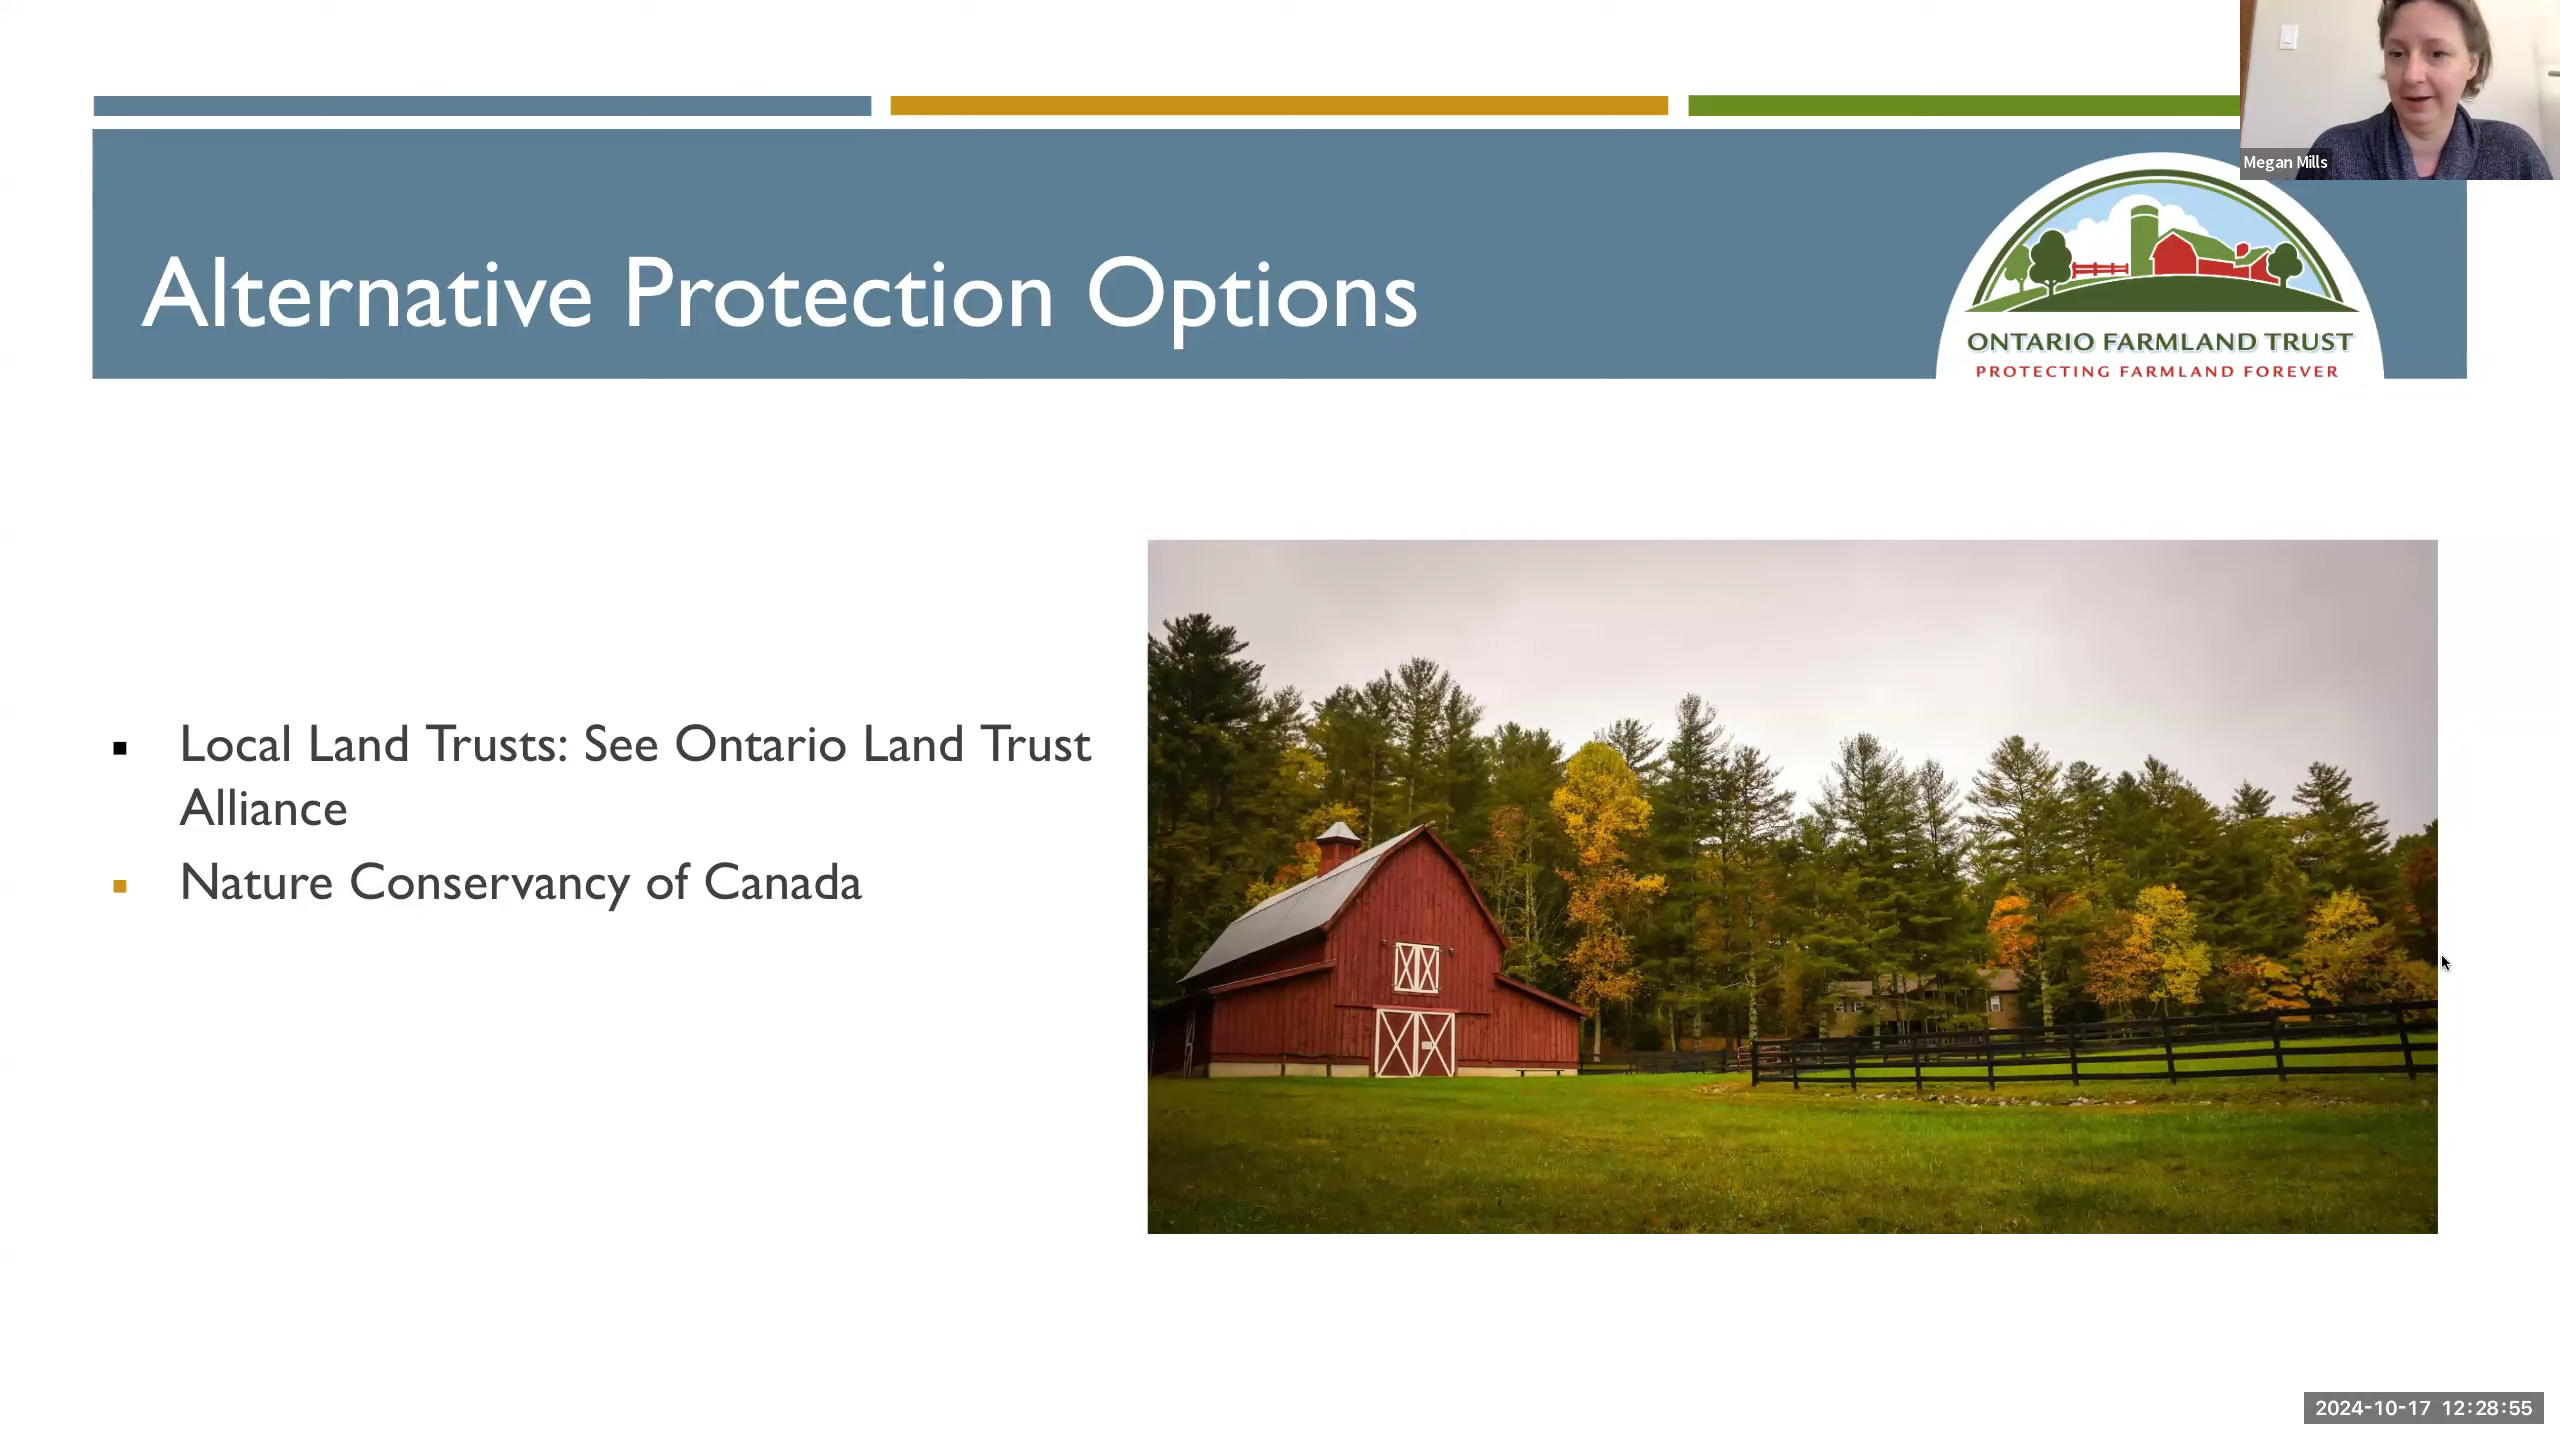 Megan Mills
Alternative Protection Options
ONTARIO FARMLAND TRUST
PROTECTING FARMLAND FOREVER
Local Land Trusts: See Ontario Land Trust
Alliance
Nature Conservancy of Canada
2024-10-17 12:28:55